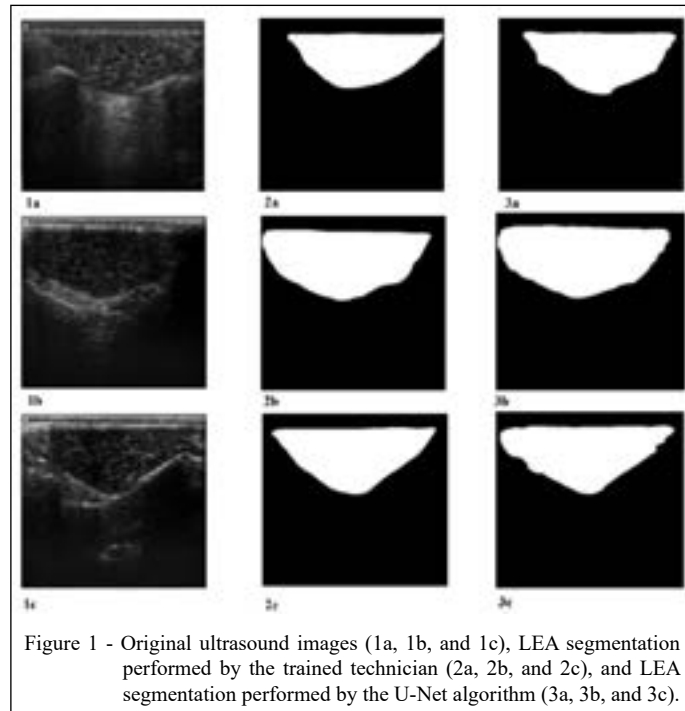 1a 2a 3a
1b 2b 3b
1c 2c 3c
Figure 1 - Original ultrasound images (1a, 1b, and 1c), LEA segmentation
performed by the trained technician (2a, 2b, and 2c), and LEA
segmentation performed by the U-Net algorithm (3a, 3b, and 3c).